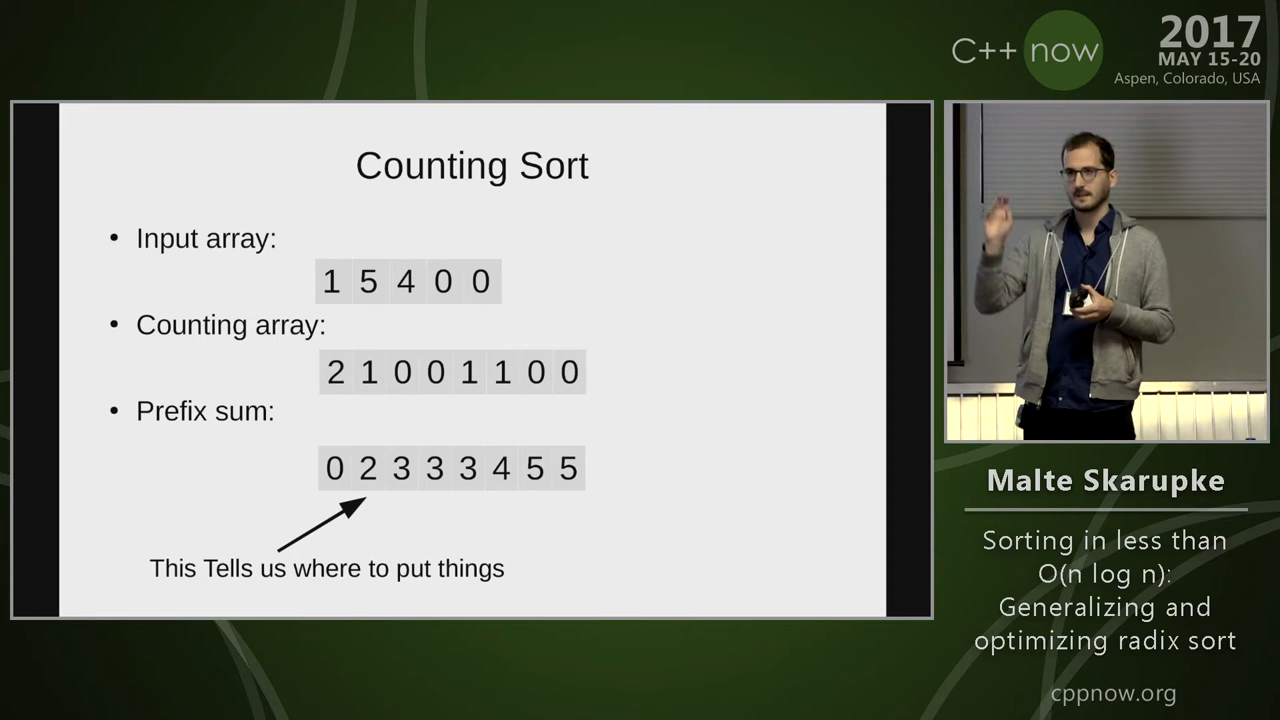 C++ now
2017
MAY 15-20
Aspen, Colorado, USA
Counting Sort
• Input array:
1 5 4 0 0
• Counting array:
2 1 0 0 1 1 0 0
• Prefix sum:
0 2 3 3 3 4 5 5
This Tells us where to put things
Malte Skarupke
Sorting in less than
O(n log n):
Generalizing and
optimizing radix sort
cppnow.org